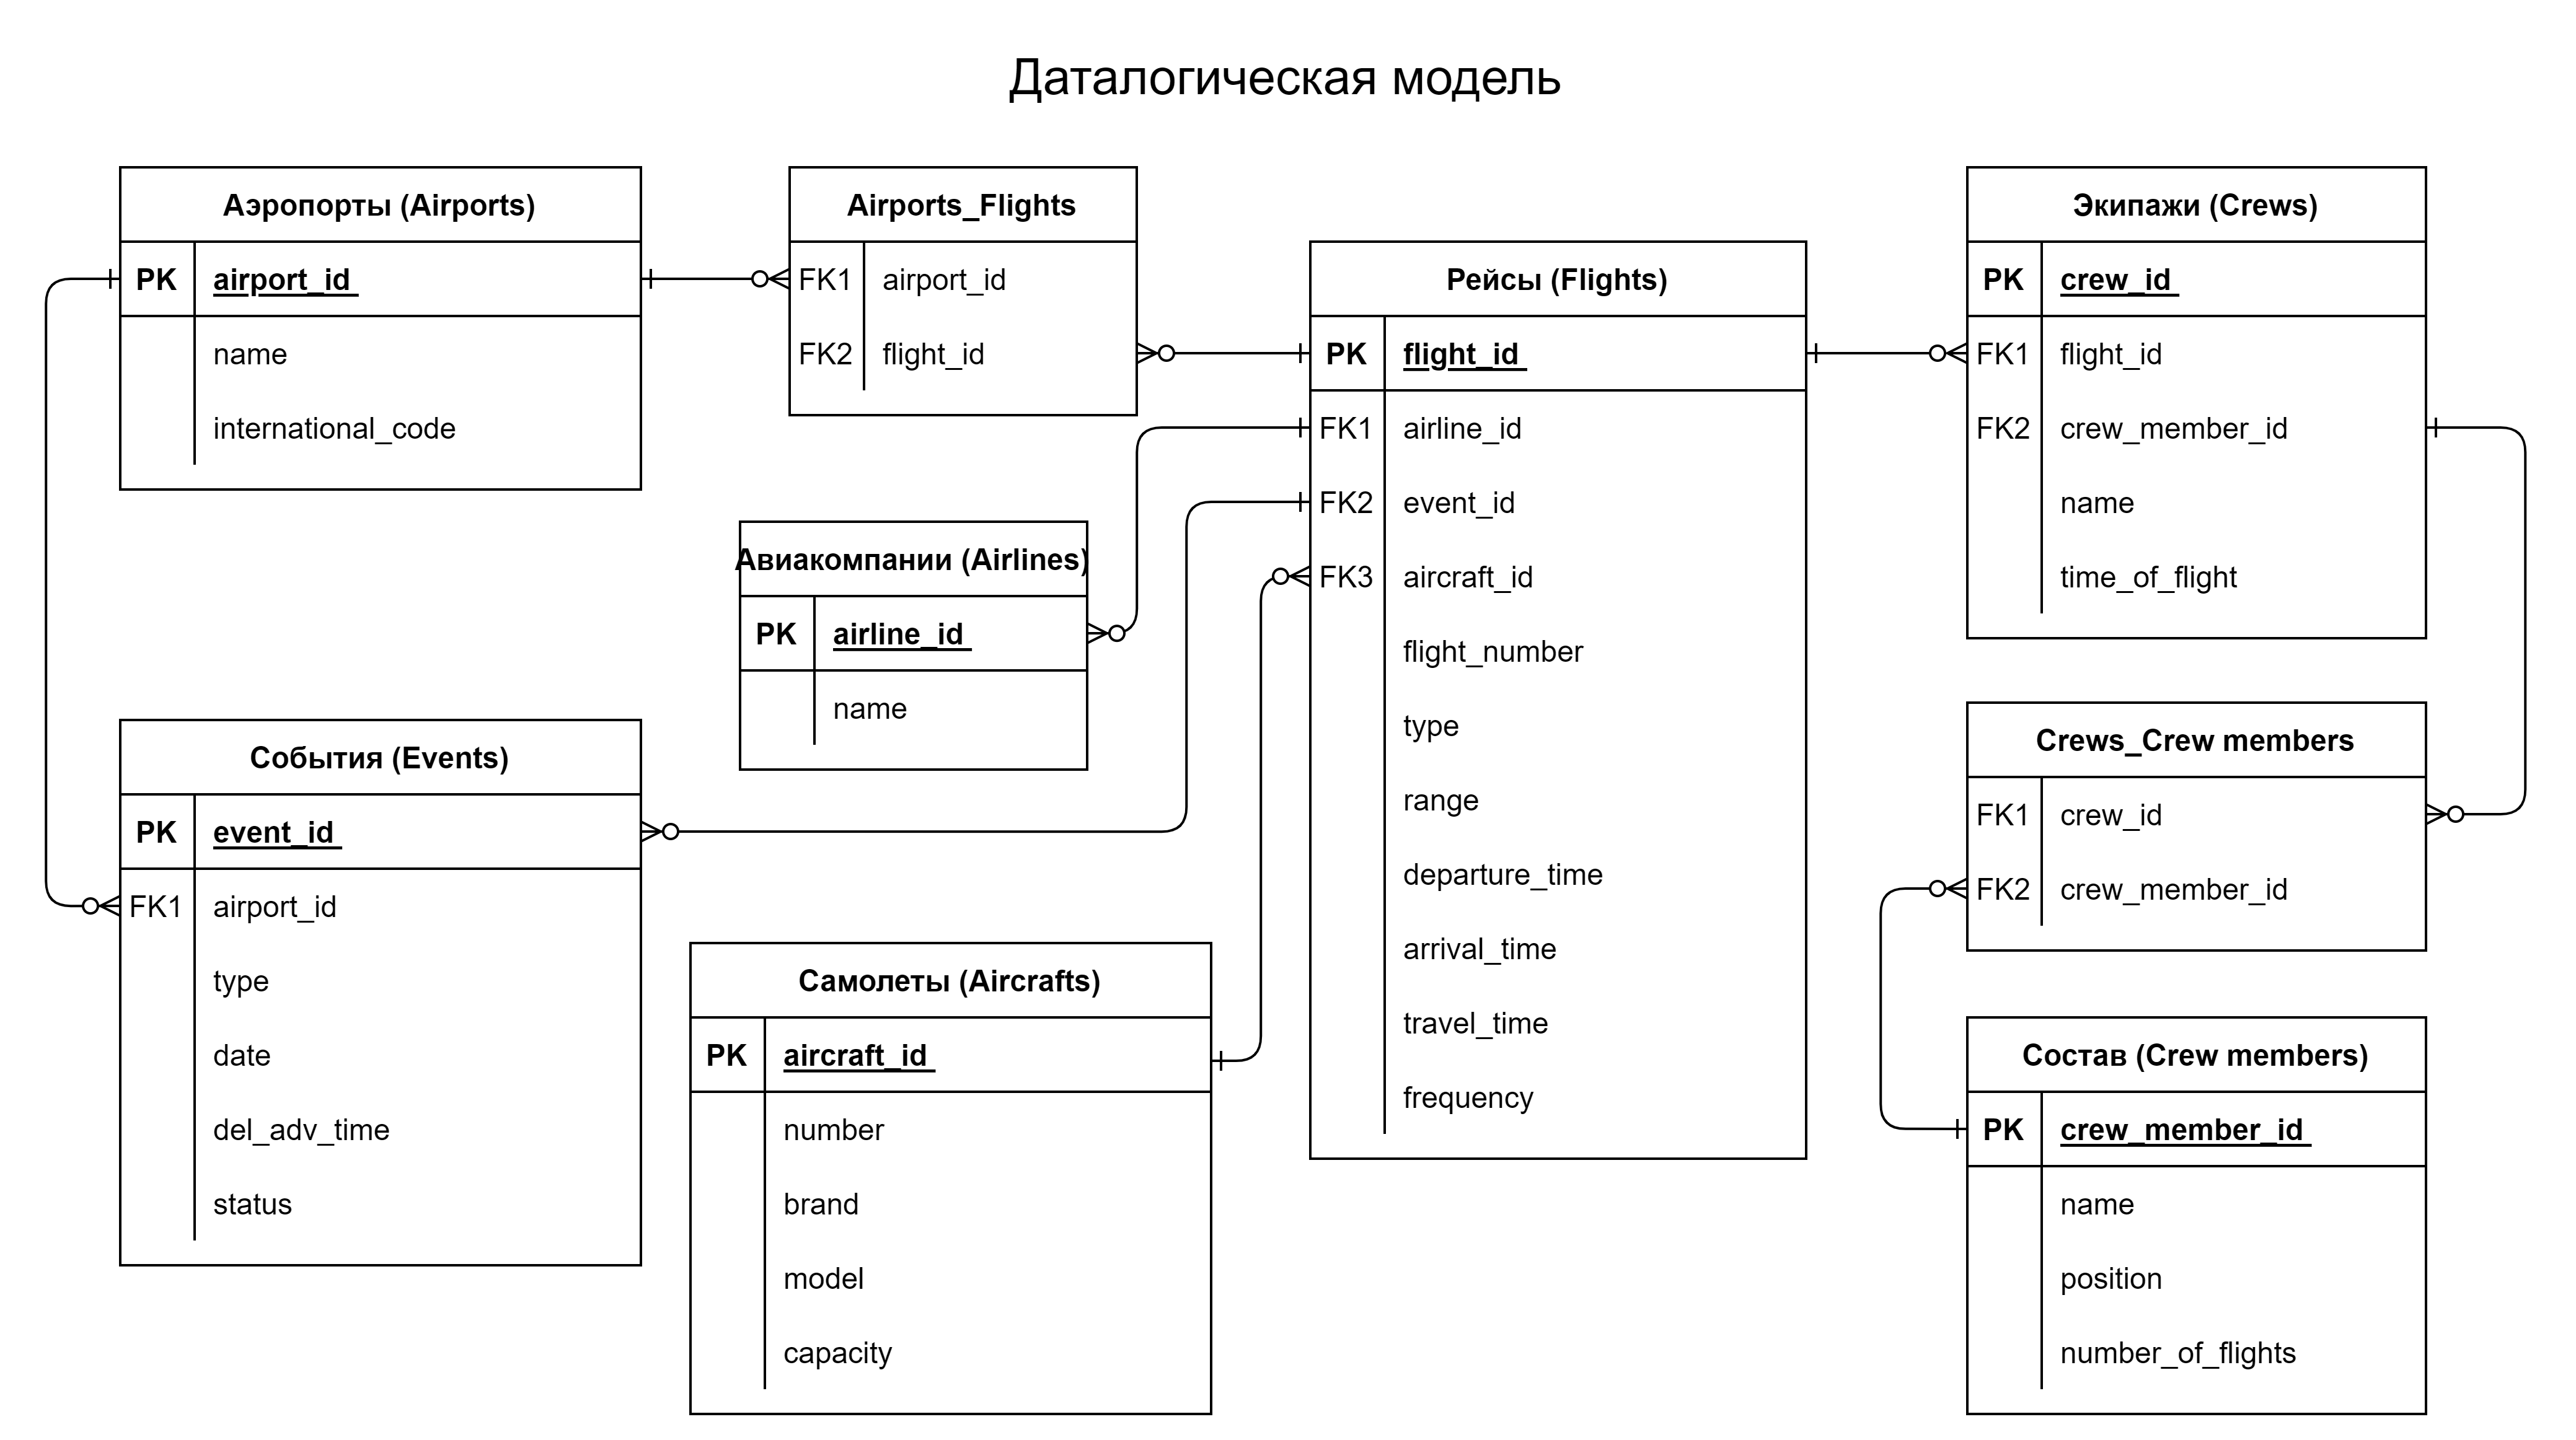 Даталогическая модель
Аэропорты (Airports)
PK airport_id
name
international_code
Airports_Flights
FK1 airport_id
FK2 flight_id
Рейсы (Flights)
PK flight_id
FK1 airline_id
FK2 event_id
FK3 aircraft_id
flight_number
type
range
departure_time
arrival_time
travel_time
frequency
Экипажи (Crews)
PK crew_id
FK1 flight_id
FK2 crew_member_id
name
time_of_flight
Авиакомпании (Airlines)
PK airline_id
name
События (Events)
PK event_id
FK1 airport_id
type
date
del_adv_time
status
Самолеты (Aircrafts)
PK aircraft_id
number
brand
model
capacity
Crews_Crew members
FK1 crew_id
FK2 crew_member_id
Состав (Crew members)
PK crew_member_id
name
position
number_of_flights